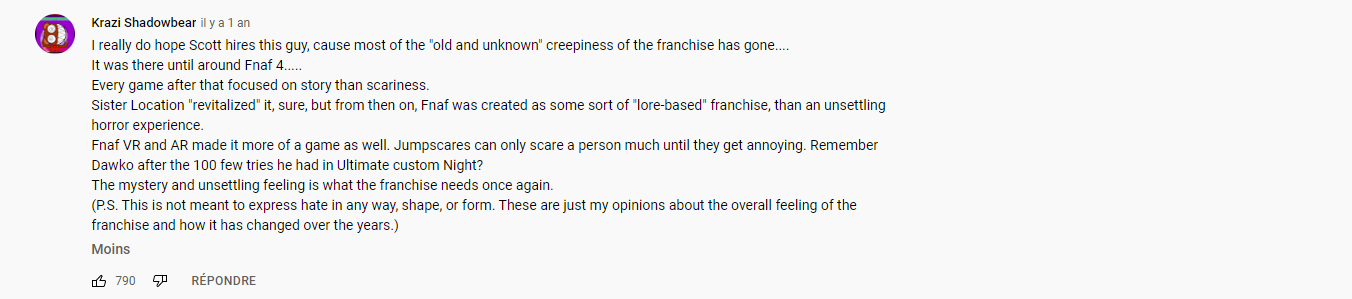 Krazi Shadowbear il y a 1 an
I really do hope Scott hires this guy, cause most of the "old and unknown" creepiness of the franchise has gone....
It was there until around Fnaf 4.....
Every game after that focused on story than scariness.
Sister Location "revitalized" it, sure, but from then on, Fnaf was created as some sort of "lore-based" franchise, than an unsettling
horror experience.
Fnaf VR and AR made it more of a game as well. Jumpscares can only scare a person much until they get annoying. Remember
Dawko after the 100 few tries he had in Ultimate custom Night?
The mystery and unsettling feeling is what the franchise needs once again.
(P.S. This is not meant to express hate in any way, shape, or form. These are just my opinions about the overall feeling of the
franchise and how it has changed over the years.)
Moins
790 RÉPONDRE